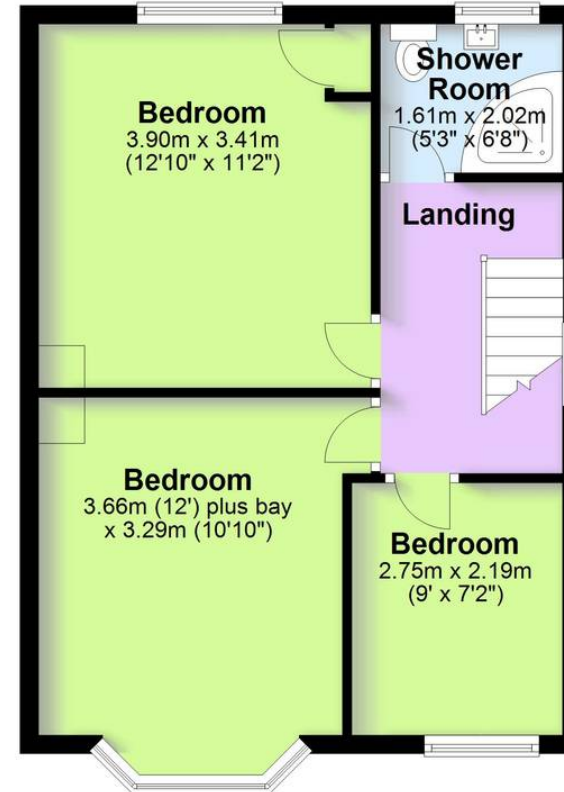 Bedroom
3.90m x 3.41m
(12'10" x 11'2")
Shower
Room
1.61m x 2.02m
(5'3" x 6'8")
Landing
Bedroom
3.66m (12') plus bay
x 3.29m (10'10")
Bedroom
2.75m x 2.19m
(9' x 7'2")